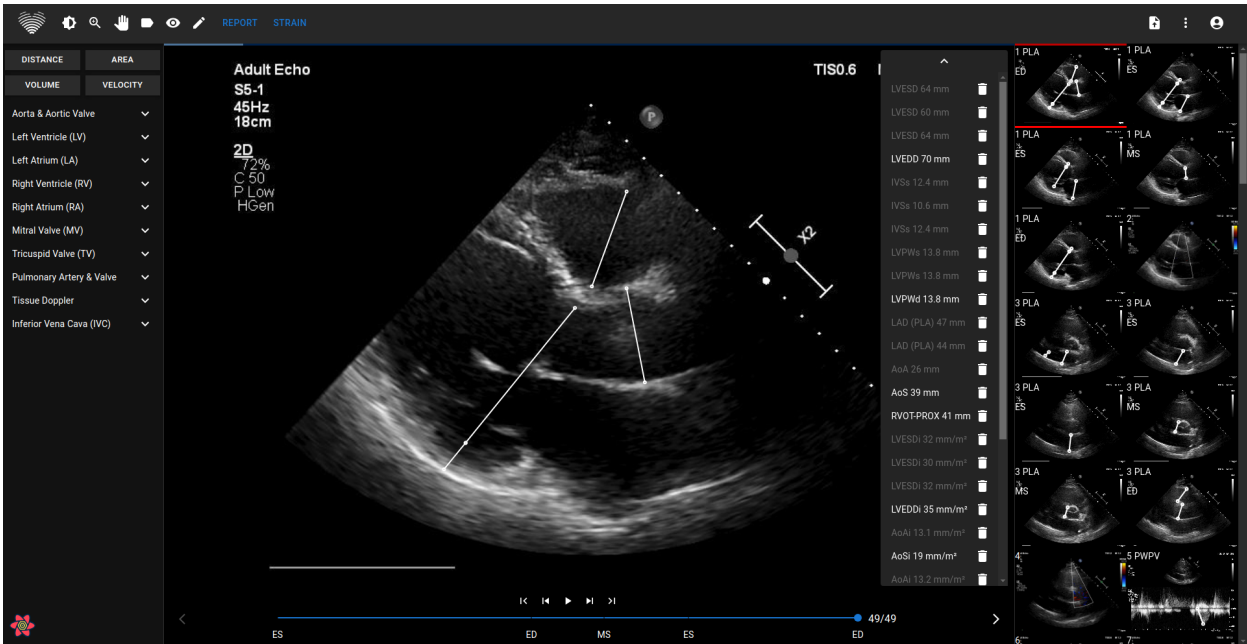 REPORT
STRAIN
DISTANCE
AREA
VOLUME
VELOCITY
Aorta & Aortic Valve
Left Ventricle (LV)
Left Atrium (LA)
Right Ventricle (RV)
Right Atrium (RA)
Mitral Valve (MV)
Tricuspid Valve (TV)
Pulmonary Artery & Valve
Tissue Doppler
Inferior Vena Cava (IVC)
Adult Echo
TIS0.6
S5-1
45Hz
18cm
2D
72%
C 50
P Low
HGen
P
X2
LVESD 64 mm
LVESD 60 mm
LVESD 64 mm
LVEDD 70 mm
IVSs 12.4 mm
IVSs 10.6 mm
IVSs 12.4 mm
LVPWs 13.8 mm
LVPWs 13.8 mm
LVPWd 13.8 mm
LAD (PLA) 47 mm
LAD (PLA) 44 mm
AoA 26 mm
AoS 39 mm
RVOT-PROX 41 mm
LVESDi 32 mm/m²
LVESDi 30 mm/m²
LVESDi 32 mm/m²
LVEDDi 35 mm/m²
AoAi 13.1 mm/m²
AoSi 19 mm/m²
AoAi 13.2 mm/m²
49/49
ES
ED
MS
ES
ED
1 PLA
ED
1 PLA
ES
1 PLA
ES
1 PLA
MS
1 PLA
ED
2
3 PLA
ES
3 PLA
ES
3 PLA
ES
3 PLA
MS
3 PLA
MS
3 PLA
ED
4
5 PWPV
6
7